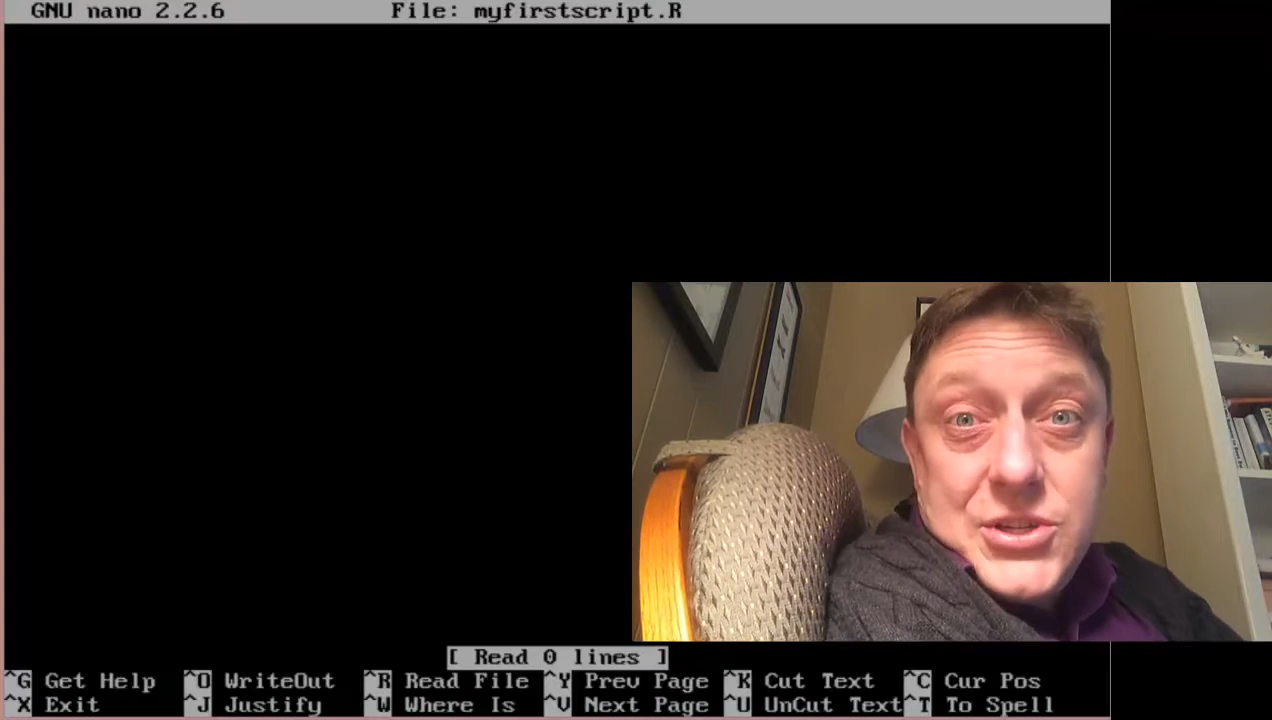 GNU nano 2.2.6 File: myfirstscript.R
[ Read 0 lines ]
^G Get Help ^O WriteOut ^R Read File ^Y Prev Page ^K Cut Text ^C Cur Pos
^X Exit ^J Justify ^W Where Is ^V Next Page ^U UnCut Text ^T To Spell